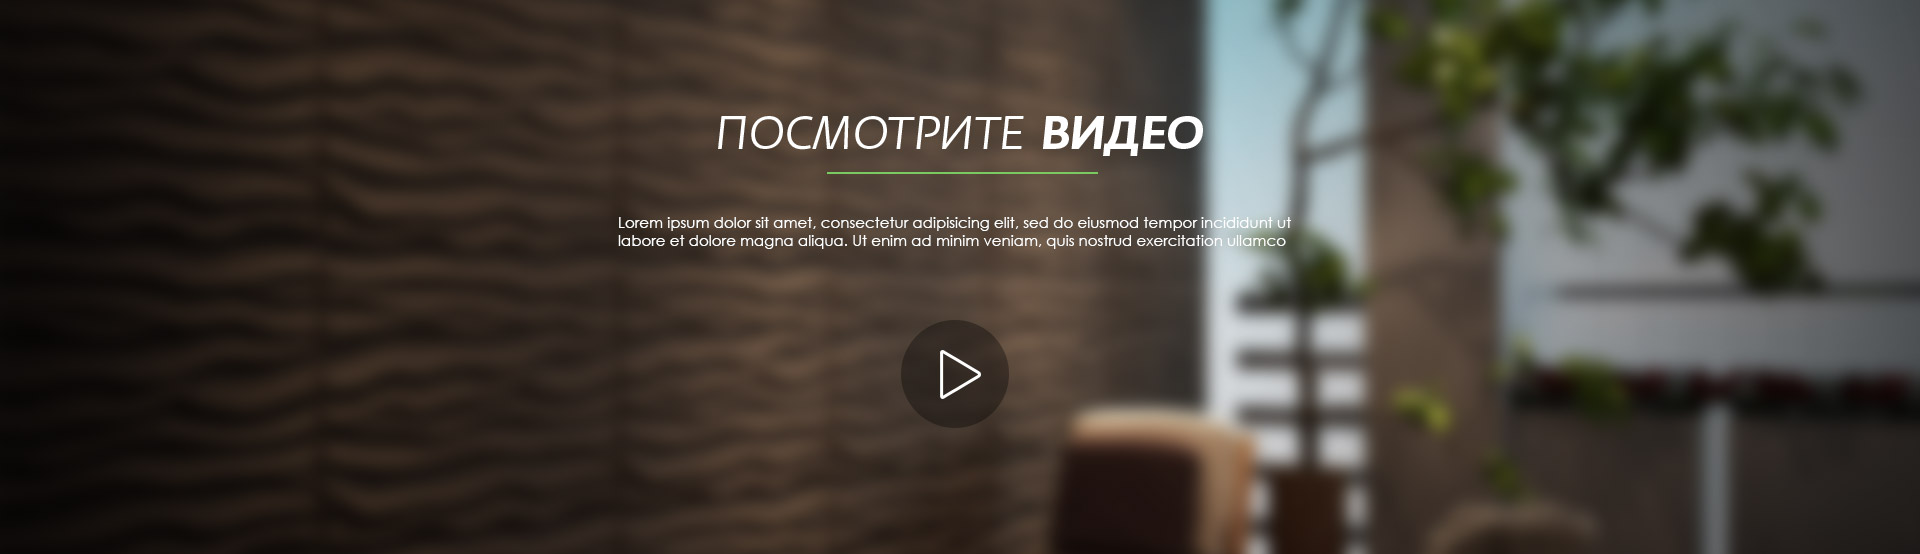 ПОСМОТРИТЕ ВИДЕО
Lorem ipsum dolor sit amet, consectetur adipisicing elit, sed do eiusmod tempor incididunt ut
labore et dolore magna aliqua. Ut enim ad minim veniam, quis nostrud exercitation ullamco